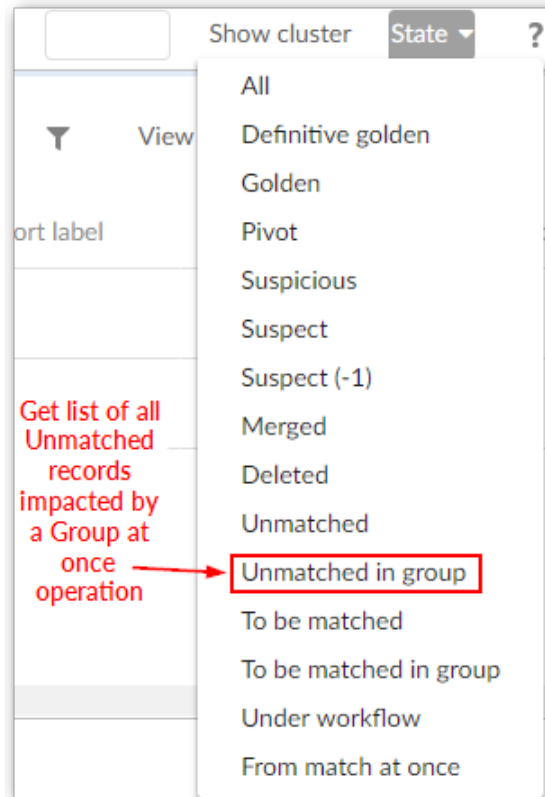 Show cluster State ?
All
View Definitive golden
Golden
ort label Pivot
Suspicious
Suspect
Suspect (-1)
Get list of all
Unmatched
records
impacted by
a Group at
once
operation
Merged
Deleted
Unmatched
Unmatched in group
To be matched
To be matched in group
Under workflow
From match at once